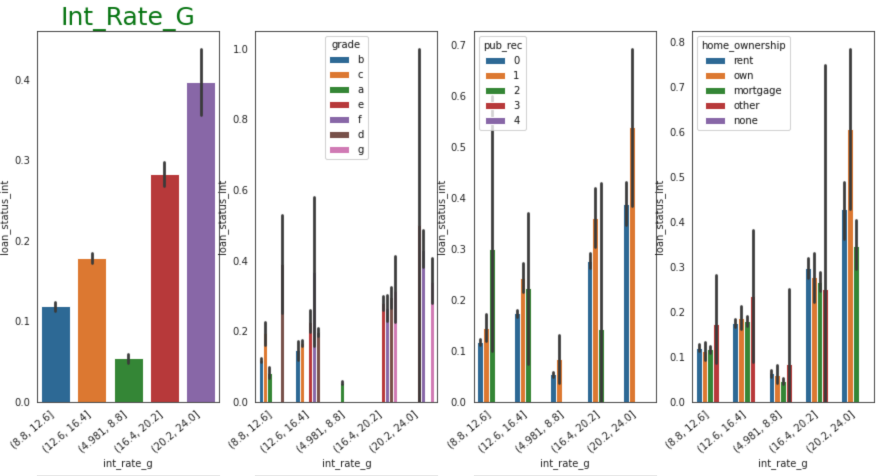 Int_Rate_G
loan_status_int
0.4
0.3
0.2
0.1
0.0
(8.8, 12.6]
(12.6, 16.4]
(4.981, 8.8]
(16.4, 20.2]
(20.2, 24.0]
int_rate_g
loan_status_int
1.0
0.8
0.6
0.4
0.2
0.0
grade
b
c
a
e
f
d
g
(8.8, 12.6]
(12.6, 16.4]
(4.981, 8.8]
(16.4, 20.2]
(20.2, 24.0]
int_rate_g
loan_status_int
0.7
0.6
0.5
0.4
0.3
0.2
0.1
0.0
pub_rec
0
1
2
3
4
(8.8, 12.6]
(12.6, 16.4]
(4.981, 8.8]
(16.4, 20.2]
(20.2, 24.0]
int_rate_g
loan_status_int
0.8
0.7
0.6
0.5
0.4
0.3
0.2
0.1
0.0
home_ownership
rent
own
mortgage
other
none
(8.8, 12.6]
(12.6, 16.4]
(4.981, 8.8]
(16.4, 20.2]
(20.2, 24.0]
int_rate_g